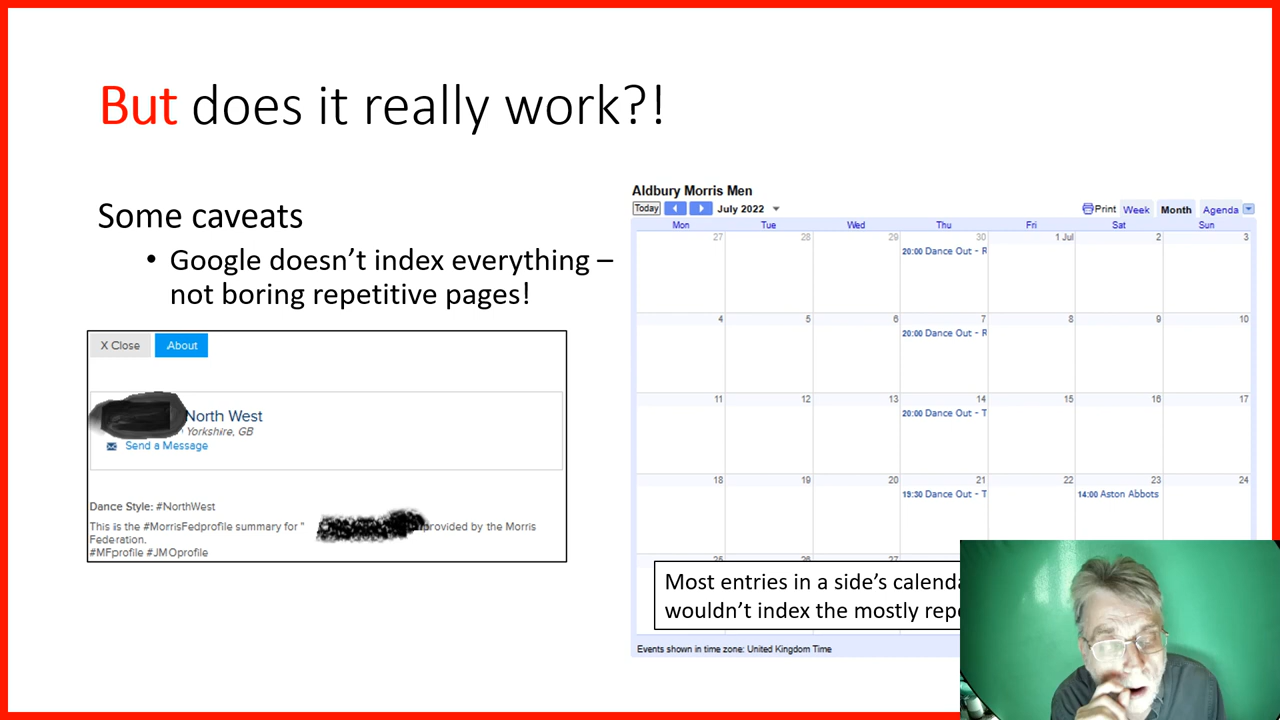 But does it really work?!
Some caveats
• Google doesn’t index everything –
not boring repetitive pages!
X Close About
North West
Yorkshire, GB
Send a Message
Dance Style: #NorthWest
This is the #MorrisFedprofile summary for "
provided by the Morris
Federation.
#MFprofile #JMOprofile
Aldbury Morris Men
Today July 2022 Print Week Month Agenda
Mon Tue Wed Thu Fri Sat Sun
27 28 29 30 1 Jul 2 3
20:00 Dance Out - R
4 5 6 7 8 9 10
20:00 Dance Out - R
11 12 13 14 15 16 17
20:00 Dance Out - T
18 19 20 21 22 23 24
19:30 Dance Out - T 14:00 Aston Abbots
25 26 27
Most entries in a side’s calenda
wouldn’t index the mostly repe
Events shown in time zone: United Kingdom Time